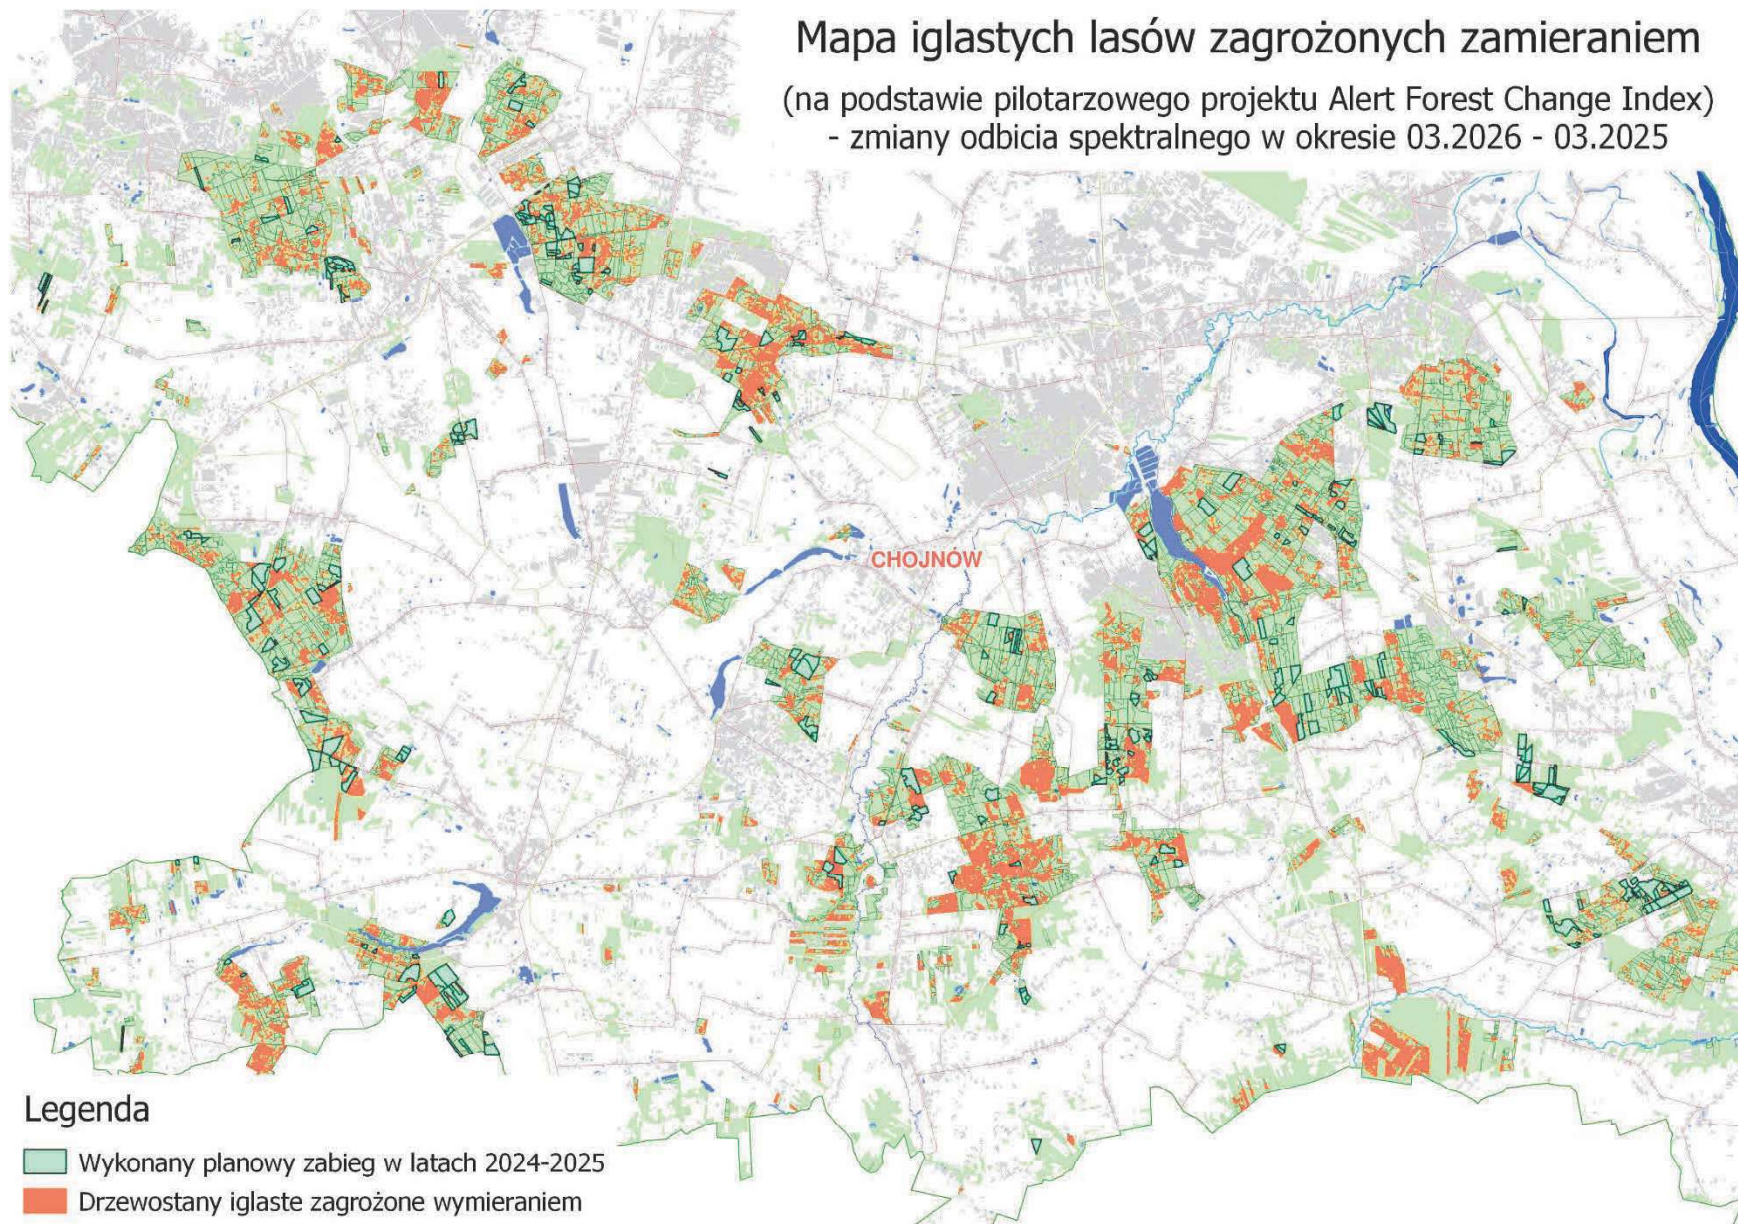 Mapa iglastych lasów zagrożonych zamieraniem
(na podstawie pilotarzowego projektu Alert Forest Change Index)
- zmiany odbicia spektralnego w okresie 03.2026 - 03.2025
CHOJNÓW
Legenda
Wykonany planowy zabieg w latach 2024-2025
Drzewostany iglaste zagrożone wymieraniem